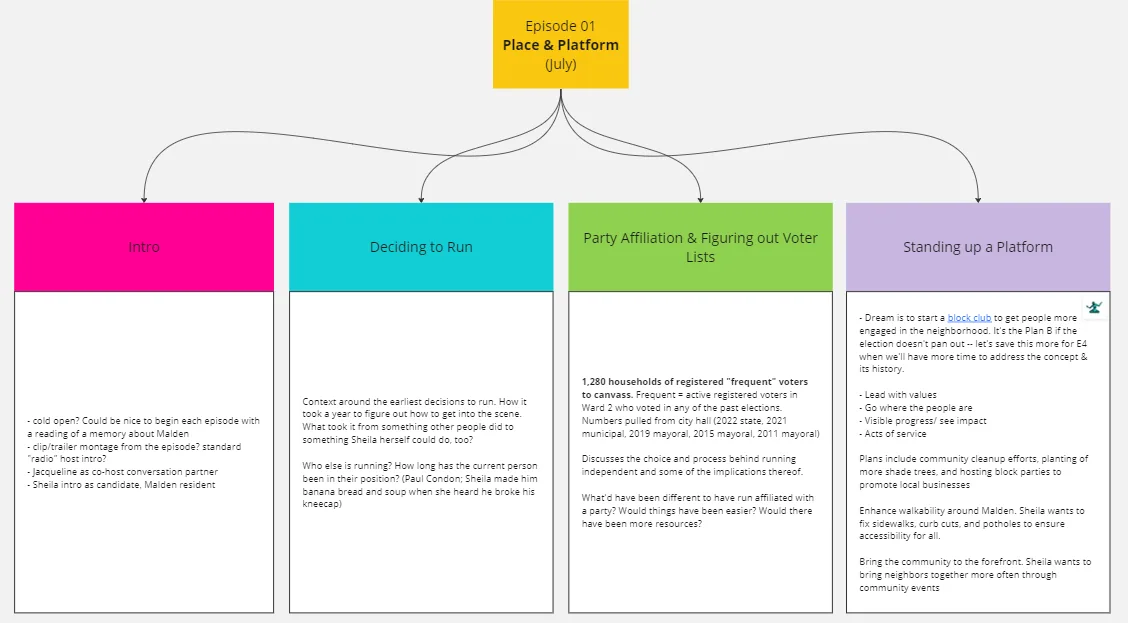 Episode 01
Place & Platform
(July)
Intro
Deciding to Run
Party Affiliation & Figuring out Voter
Lists
Standing up a Platform
- cold open? Could be nice to begin each episode with
a reading of a memory about Malden
- clip/trailer montage from the episode? standard
"radio" host intro?
- Jacqueline as co-host conversation partner
- Sheila intro as candidate, Malden resident
Context around the earliest decisions to run. How it
took a year to figure out how to get into the scene.
What took it from something other people did to
something Sheila herself could do, too?
Who else is running? How long has the current person
been in their position? (Paul Condon; Sheila made him
banana bread and soup when she heard he broke his
kneecap)
1,280 households of registered "frequent" voters
to canvass. Frequent = active registered voters in
Ward 2 who voted in any of the past elections.
Numbers pulled from city hall (2022 state, 2021
municipal, 2019 mayoral, 2015 mayoral, 2011 mayoral)
Discusses the choice and process behind running
independent and some of the implications thereof.
What'd have been different to have run affiliated with
a party? Would things have been easier? Would there
have been more resources?
- Dream is to start a block club to get people more
engaged in the neighborhood. It's the Plan B if the
election doesn't pan out -- let's save this more for E4
when we'll have more time to address the concept &
its history.
- Lead with values
- Go where the people are
- Visible progress/ see impact
- Acts of service
Plans include community cleanup efforts, planting of
more shade trees, and hosting block parties to
promote local businesses
Enhance walkability around Malden. Sheila wants to
fix sidewalks, curb cuts, and potholes to ensure
accessibility for all.
Bring the community to the forefront. Sheila wants to
bring neighbors together more often through
community events